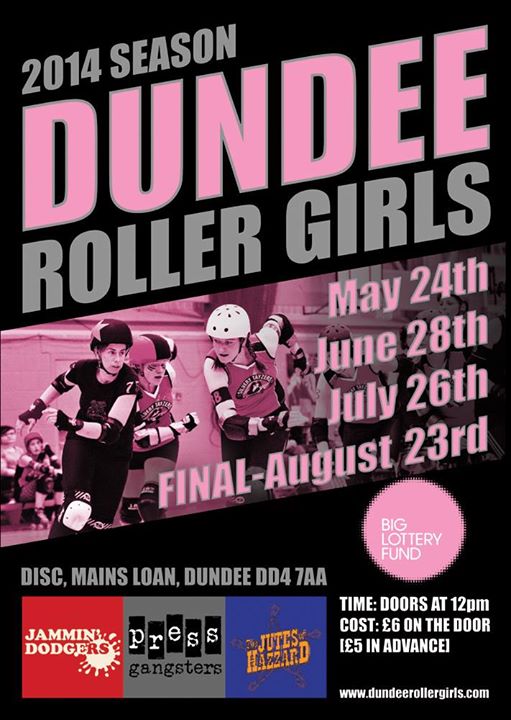 2014 SEASON
DUNDEE
ROLLER GIRLS
May 24th
June 28th
July 26th
FINAL-August 23rd
BIG
LOTTERY
FUND
DISC, MAINS LOAN, DUNDEE DD4 7AA
JAMMIN'
DODGERS
press
gangsters
The JUTES of
HAZZARD
TIME: DOORS AT 12pm
COST: £6 ON THE DOOR
[£5 IN ADVANCE]
www.dundeerollergirls.com